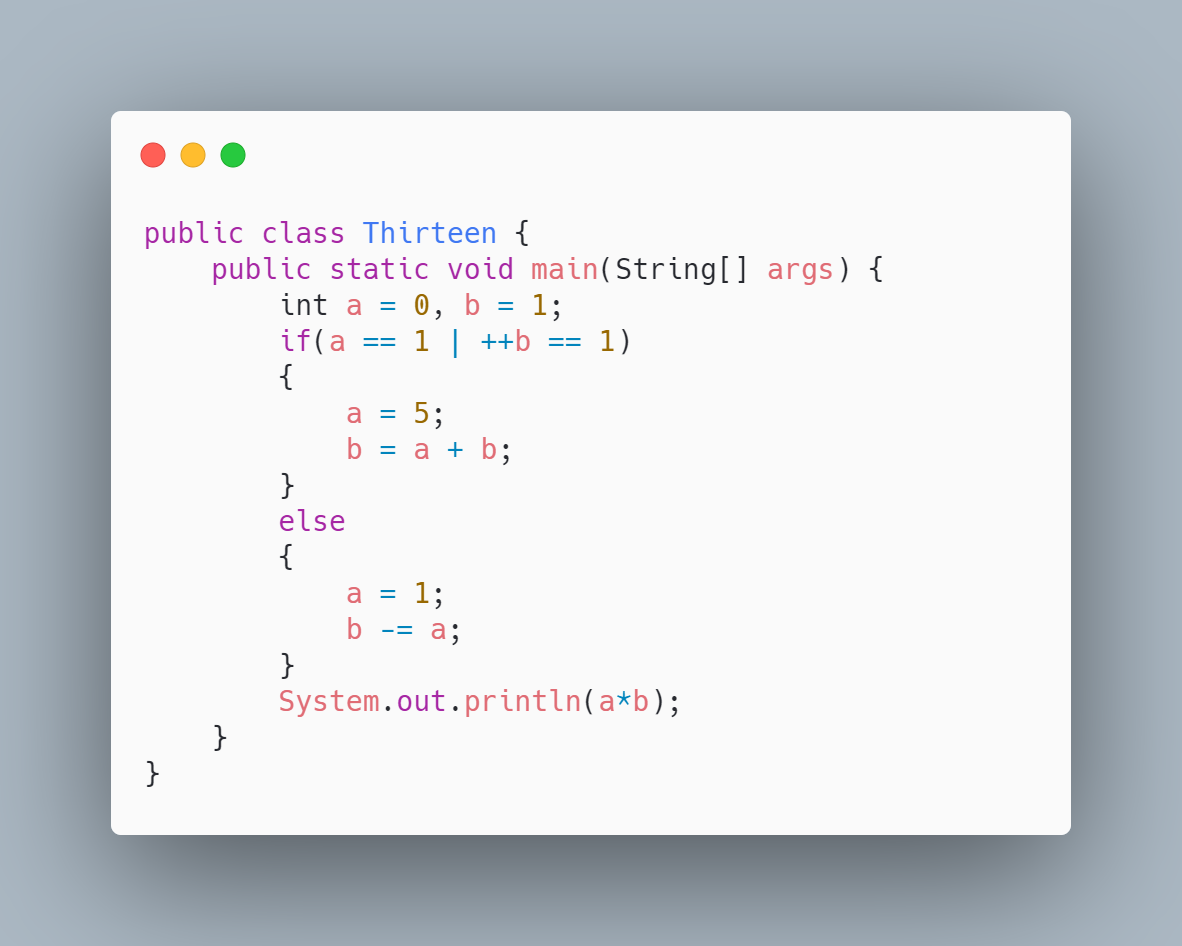 public class Thirteen {
    public static void main(String[] args) {
        int a = 0, b = 1;
        if(a == 1 | ++b == 1)
        {
            a = 5;
            b = a + b;
        }
        else
        {
            a = 1;
            b -= a;
        }
        System.out.println(a*b);
    }
}